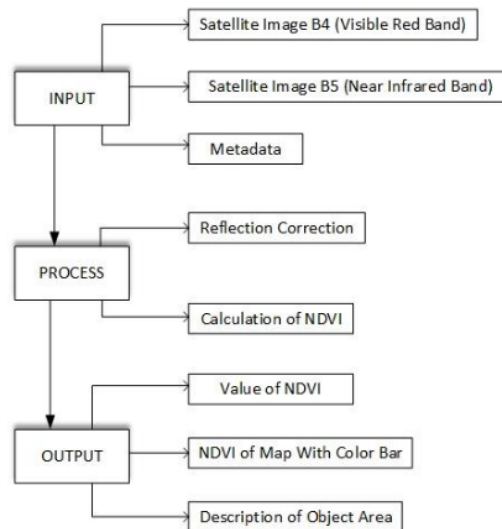 Satellite Image B4 (Visible Red Band)
INPUT
Satellite Image B5 (Near Infrared Band)
Metadata
Reflection Correction
PROCESS
Calculation of NDVI
Value of NDVI
OUTPUT
NDVI of Map With Color Bar
Description of Object Area